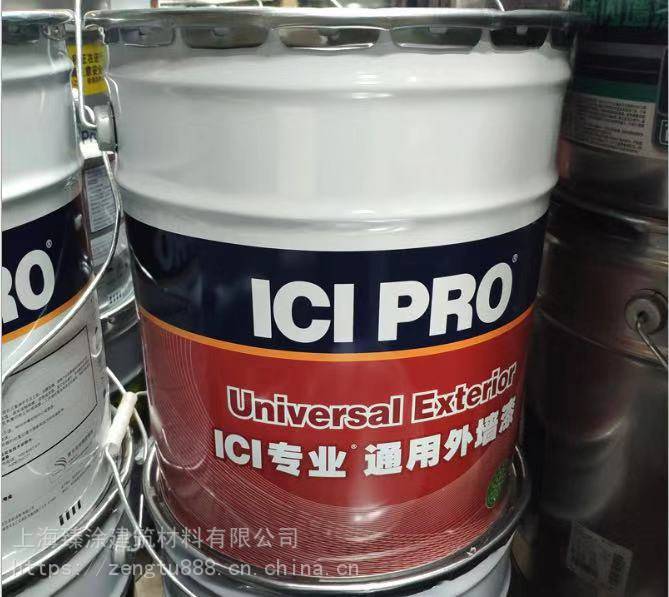 ICI PRO®
Universal Exterior
ICI专业® 通用外墙漆
RO®
上海臻涂建筑材料有限公司
https://zengtu888.cn.china.cn